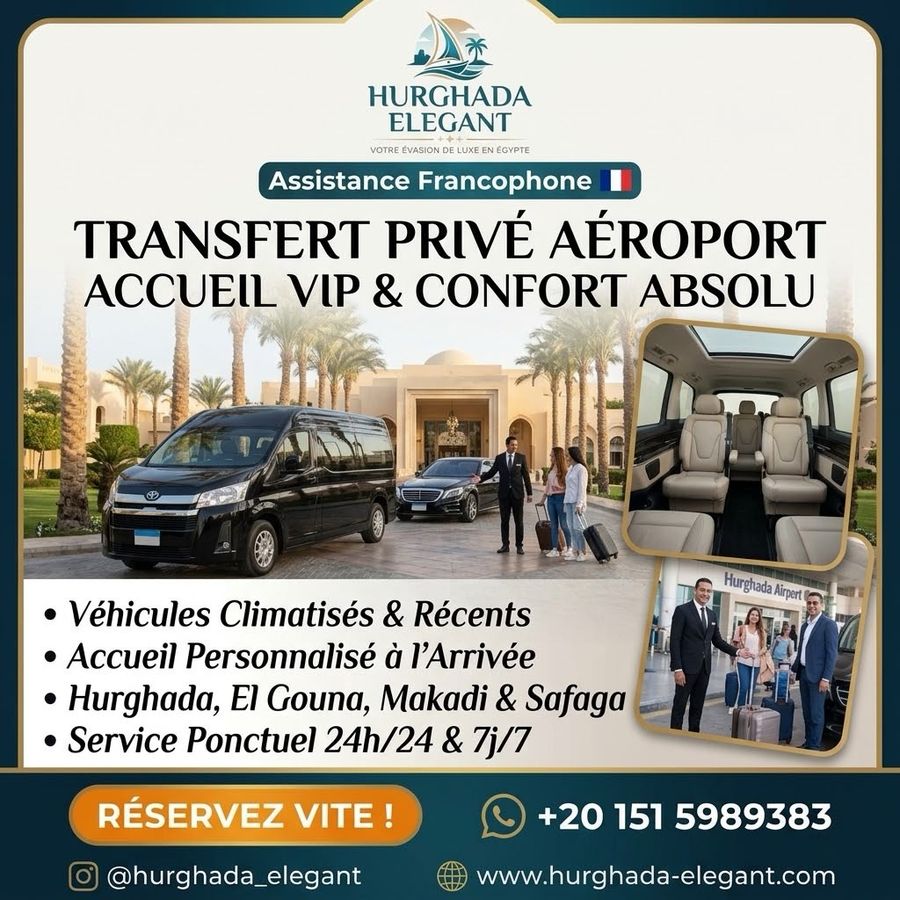 HURGHADA
ELEGANT
VOTRE ÉVASION DE LUXE EN ÉGYPTE
Assistance Francophone
TRANSFERT PRIVÉ AÉROPORT
ACCUEIL VIP & CONFORT ABSOLU
Hurghada Airport
• Véhicules Climatisés & Récents
• Accueil Personnalisé à l'Arrivée
• Hurghada, El Gouna, Makadi & Safaga
• Service Ponctuel 24h/24 & 7j/7
RÉSERVEZ VITE !
+20 151 5989383
@hurghada_elegant
www.hurghada-elegant.com